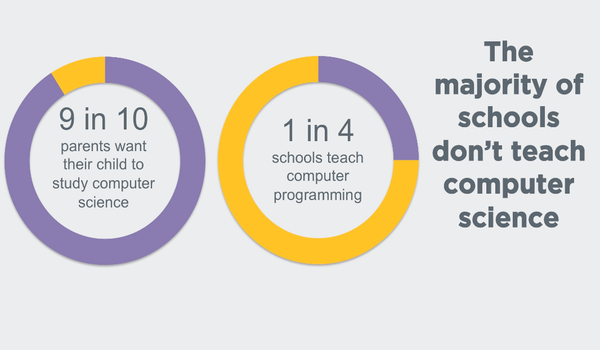 9 in 10
parents want
their child to
study computer
science
1 in 4
schools teach
computer
programming
The
majority of
schools
don’t teach
computer
science